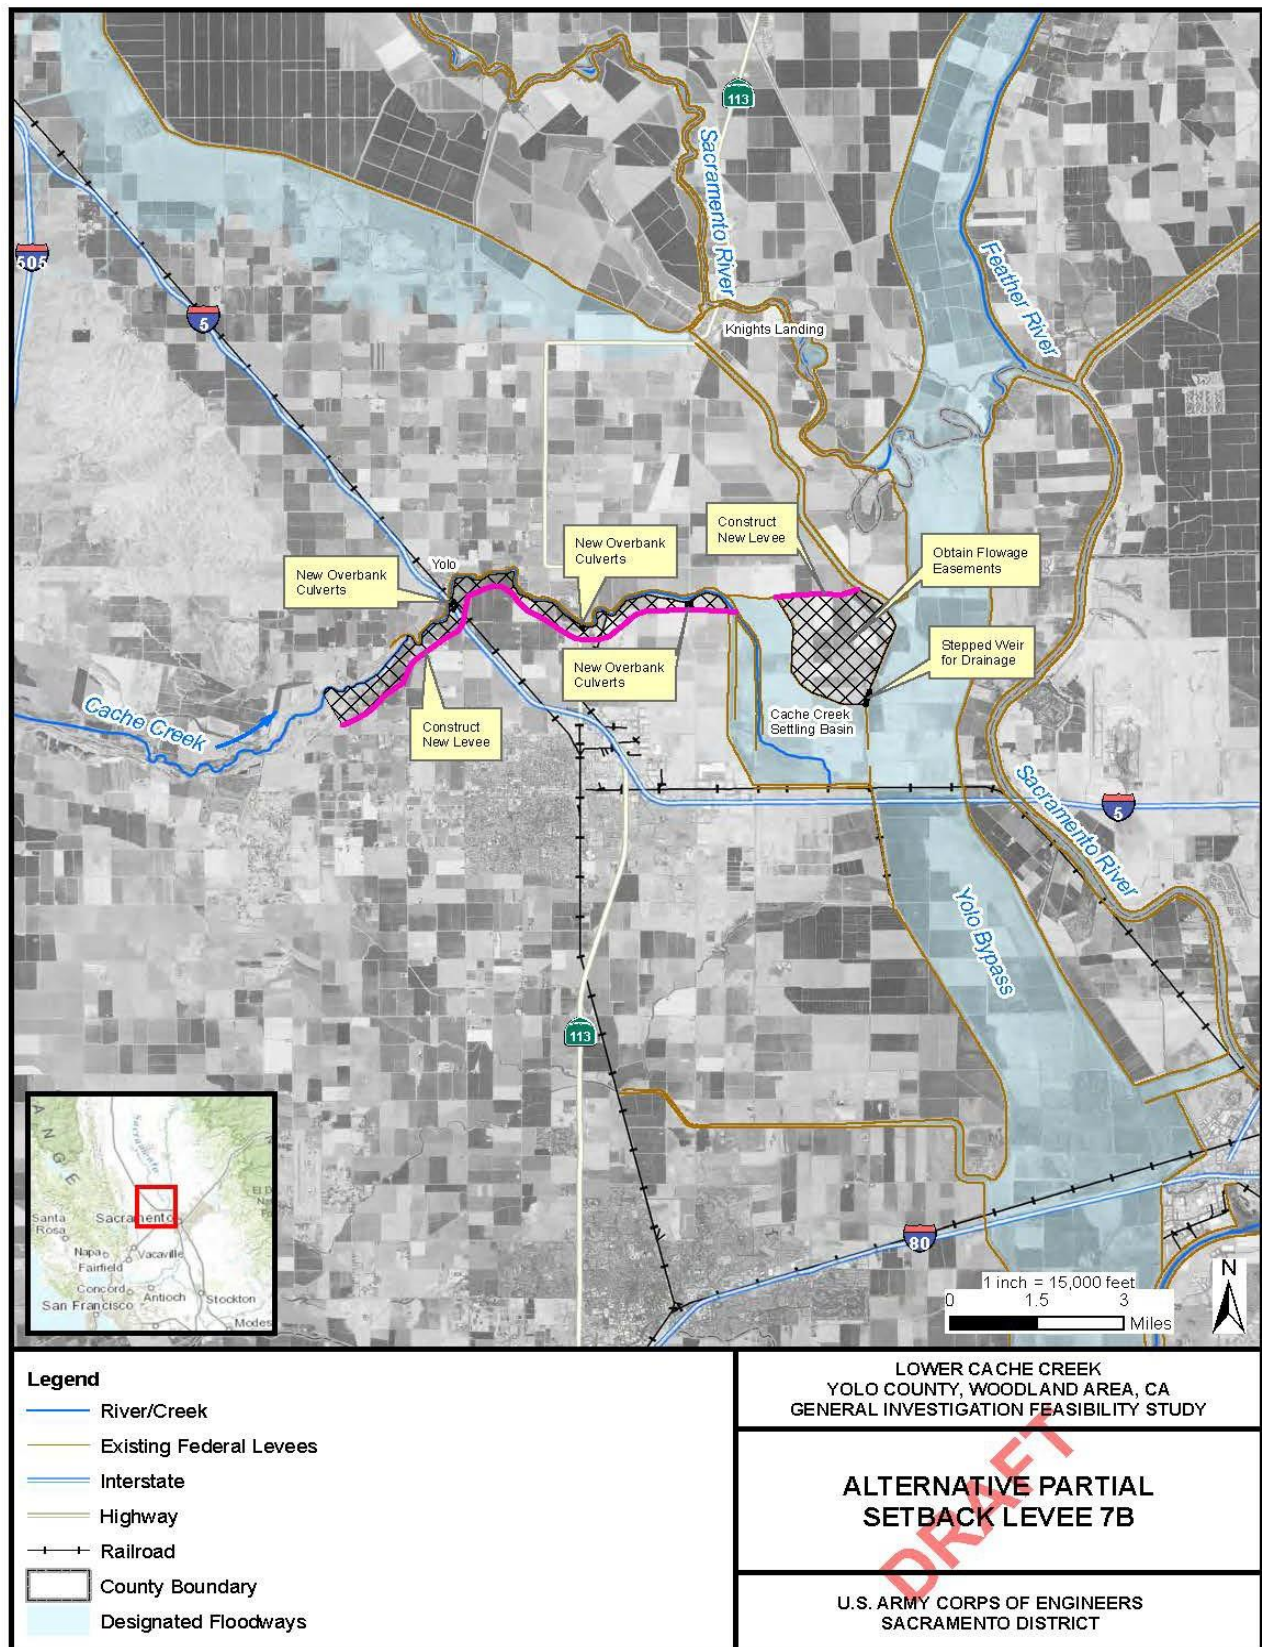 113
Sacramento River
Feather River
505
5
Knights Landing
Construct
New Levee
New Overbank
Culverts
Obtain Flowage
Easements
Yolo
New Overbank
Culverts
Stepped Weir
for Drainage
New Overbank
Culverts
Cache Creek
Construct
New Levee
Cache Creek
Settling Basin
Sacramento River
5
Yolo Bypass
113
80
A N G E
Sacramento
Santa
Rosa
Sacramento
Napa
Vacaville
Fairfield
Concord
Antioch
Stockton
San Francisco
Modes
1 inch = 15,000 feet
0 1.5 3
Miles
N
Legend
River/Creek
Existing Federal Levees
Interstate
Highway
Railroad
County Boundary
Designated Floodways
LOWER CACHE CREEK
YOLO COUNTY, WOODLAND AREA, CA
GENERAL INVESTIGATION FEASIBILITY STUDY
ALTERNATIVE PARTIAL
SETBACK LEVEE 7B
DRAFT
U.S. ARMY CORPS OF ENGINEERS
SACRAMENTO DISTRICT